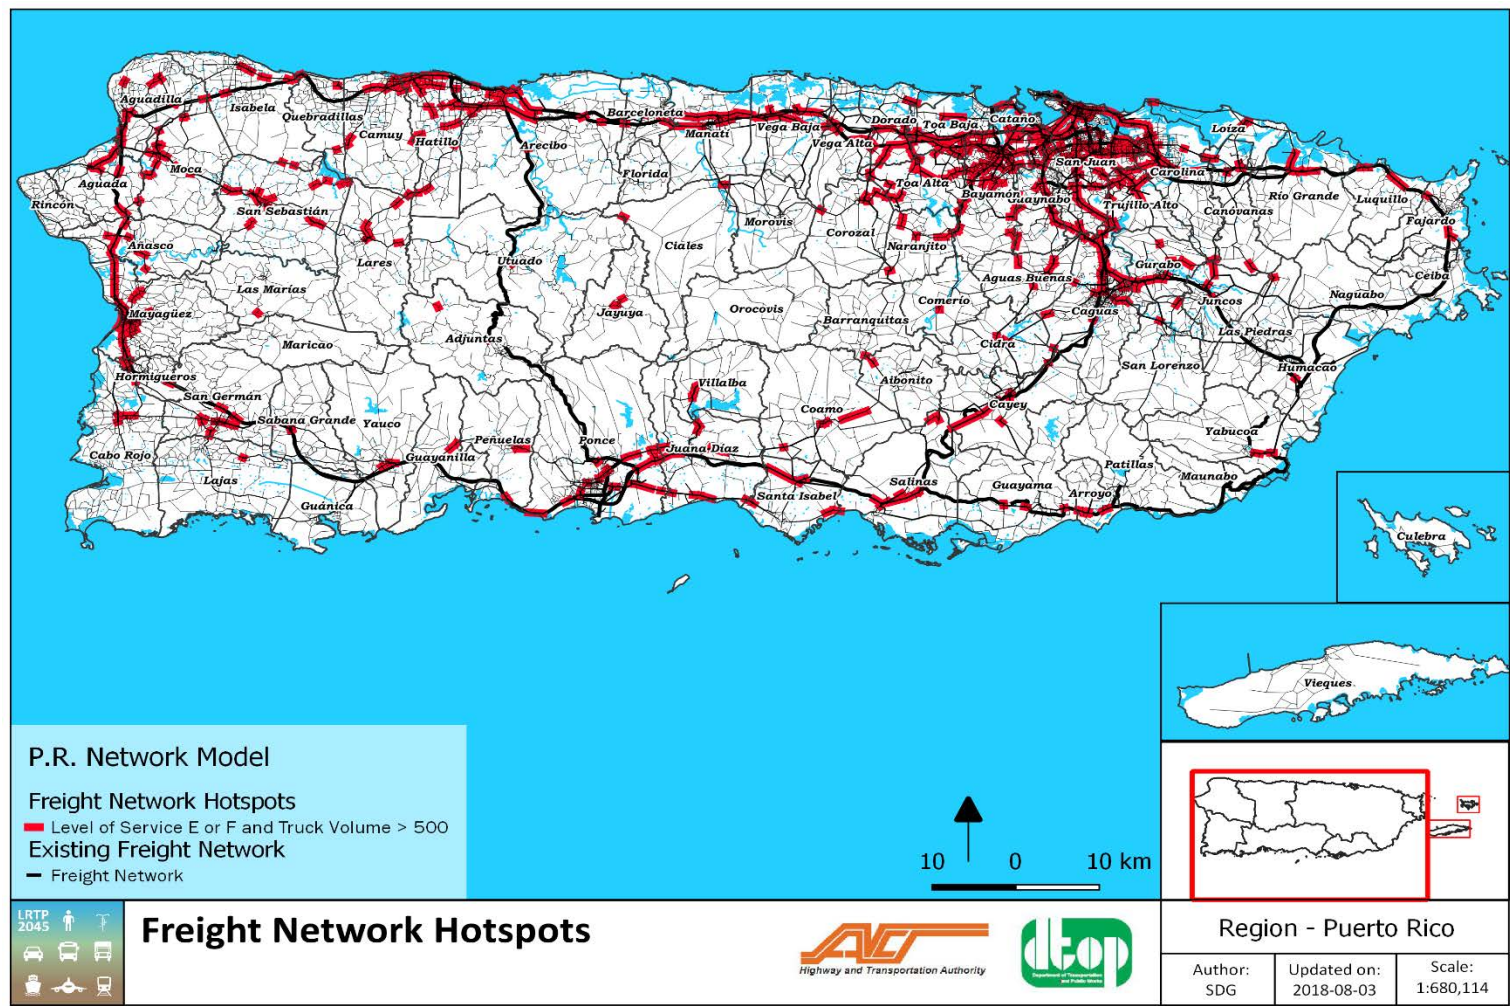 Aguadilla
Isabela
Quebradillas
Camuy
Hatillo
Arecibo
Barceloneta
Manatí
Vega Baja
Vega Alta
Dorado
Toa Baja
Cataño
Loíza
San Juan
Carolina
Moca
Aguada
Rincón
Florida
Toa Alta
Bayamón
Guaynabo
Trujillo Alto
Canóvanas
Río Grande
Luquillo
Fajardo
San Sebastián
Morovis
Corozal
Naranjito
Añasco
Lares
Utuado
Ciales
Aguas Buenas
Gurabo
Ceiba
Las Marías
Jayuya
Orocovis
Comerío
Juncos
Naguabo
Mayagüez
Barranquitas
Caguas
Las Piedras
Maricao
Adjuntas
Cidra
San Lorenzo
Humacao
Hormigueros
Villalba
Aibonito
San Germán
Sabana Grande
Yauco
Coamo
Cayey
Peñuelas
Ponce
Juana Díaz
Yabucoa
Cabo Rojo
Guayanilla
Patillas
Maunabo
Lajas
Salinas
Guayama
Arroyo
Guánica
Santa Isabel
Culebra
Vieques
P.R. Network Model
Freight Network Hotspots
Level of Service E or F and Truck Volume > 500
Existing Freight Network
Freight Network
10 0 10 km
LRTP
2045
Freight Network Hotspots
ACT
Highway and Transportation Authority
dtop
Department of Transportation
and Public Works
Region - Puerto Rico
Author:
SDG
Updated on:
2018-08-03
Scale:
1:680,114